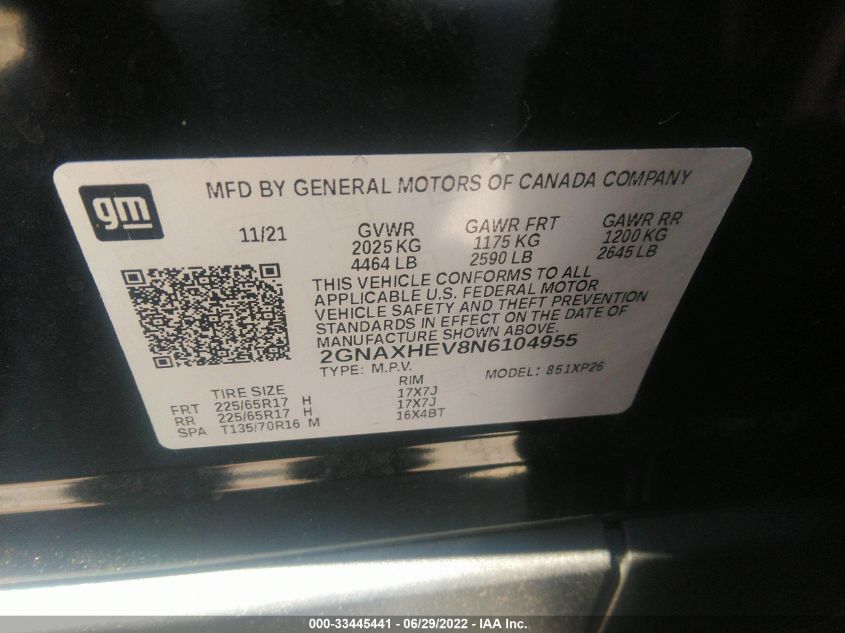 gm
MFD BY GENERAL MOTORS OF CANADA COMPANY
11/21 GVWR GAWR FRT GAWR RR
2025 KG 1175 KG 1200 KG
4464 LB 2590 LB 2645 LB
THIS VEHICLE CONFORMS TO ALL
APPLICABLE U.S. FEDERAL MOTOR
VEHICLE SAFETY AND THEFT PREVENTION
STANDARDS IN EFFECT ON THE DATE OF
MANUFACTURE SHOWN ABOVE.
2GNAXHEV8N6104955
TYPE: M.P.V. MODEL: 851XP26
TIRE SIZE RIM
FRT 225/65R17 H 17X7J
RR 225/65R17 H 17X7J
SPA T135/70R16 M 16X4BT
000-33445441 - 06/29/2022 - IAA Inc.